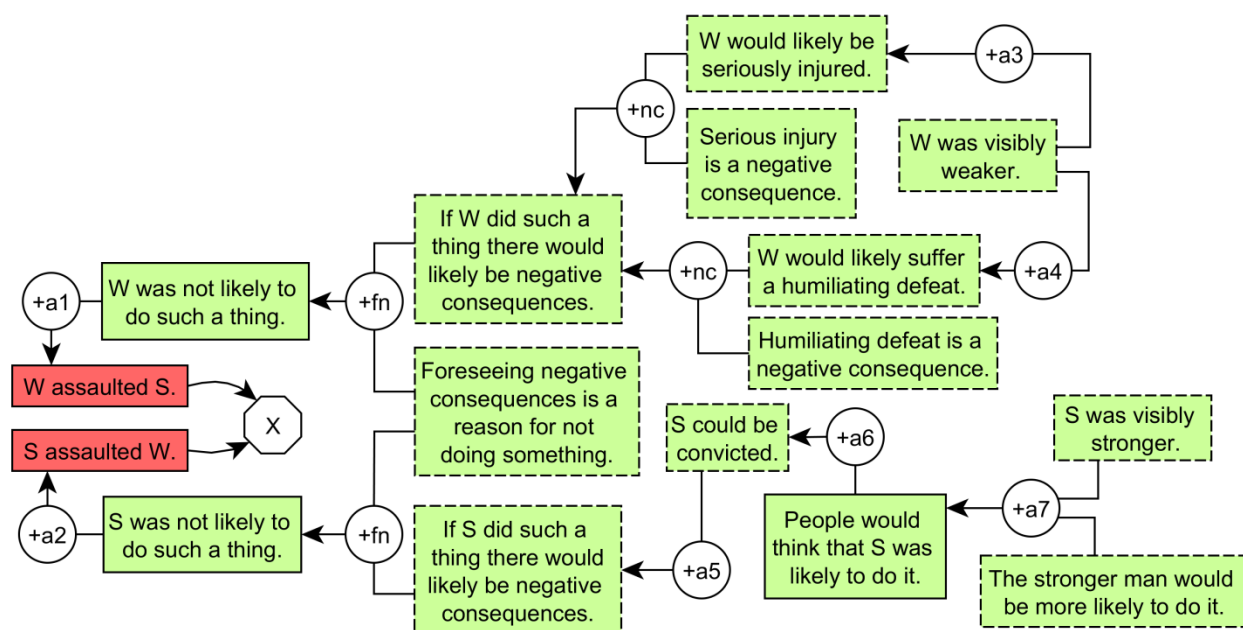 W would likely be
seriously injured.
+a3
+nc
Serious injury
is a negative
consequence.
W was visibly
weaker.
If W did such a
thing there would
likely be negative
consequences.
+nc
W would likely suffer
a humiliating defeat.
+a4
Humiliating defeat is a
negative consequence.
+a1
W was not likely to
do such a thing.
+fn
W assaulted S.
X
S assaulted W.
Foreseeing negative
consequences is a
reason for not
doing something.
+a2
S was not likely to
do such a thing.
+fn
If S did such a
thing there would
likely be negative
consequences.
+a5
S could be
convicted.
+a6
People would
think that S was
likely to do it.
+a7
S was visibly
stronger.
The stronger man would
be more likely to do it.